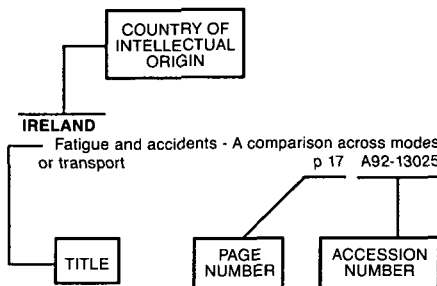 COUNTRY OF
INTELLECTUAL
ORIGIN
IRELAND
Fatigue and accidents - A comparison across modes
or transport p 17 A92-13025
TITLE
PAGE
NUMBER
ACCESSION
NUMBER